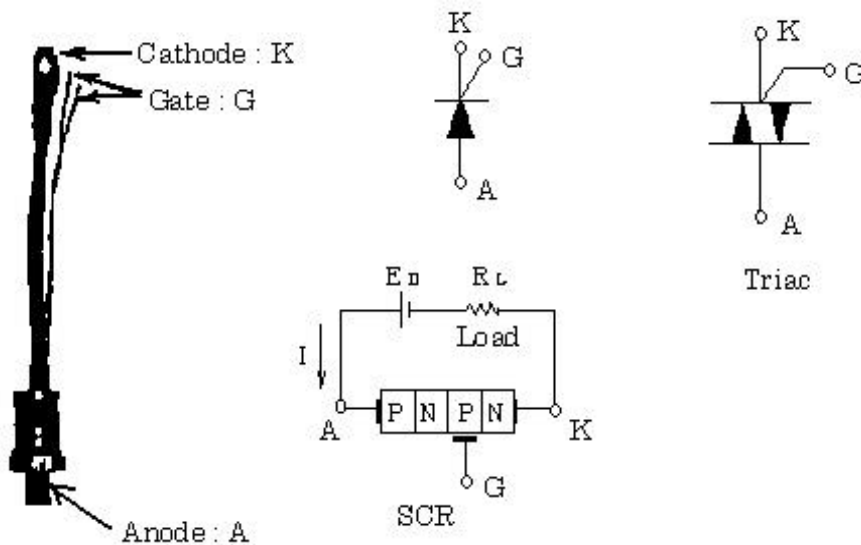 Cathode : K
Gate : G
Anode : A
K
G
A
K
G
A
Triac
E D
R L
Load
I
A
P N P N
K
G
SCR